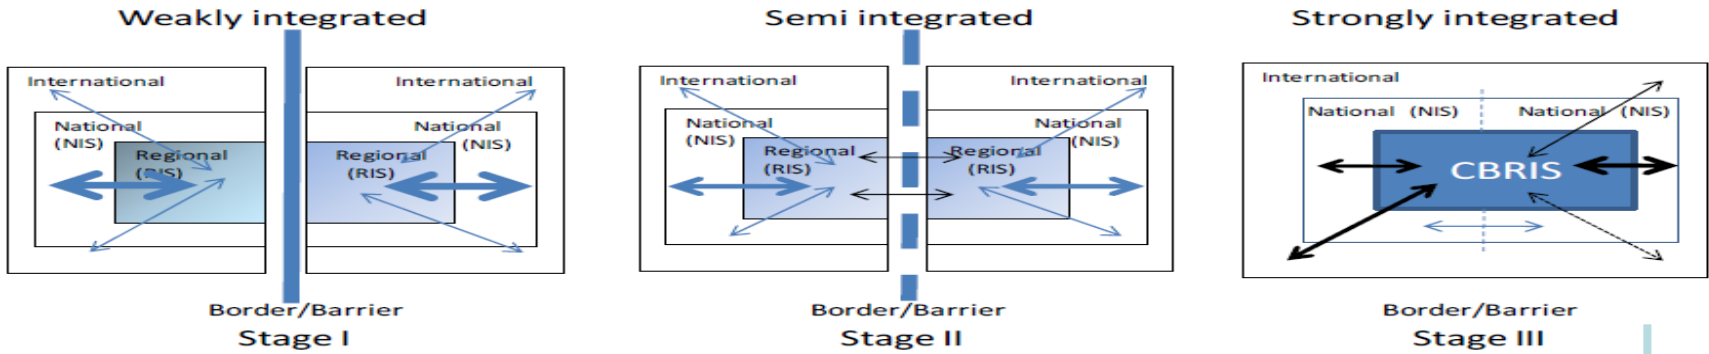 Weakly integrated
International
International
National
(NIS)
National
(NIS)
Regional
(RIS)
Regional
(RIS)
Border/Barrier
Stage I
Semi integrated
International
International
National
(NIS)
National
(NIS)
Regional
(RIS)
Regional
(RIS)
Border/Barrier
Stage II
Strongly integrated
International
National (NIS)
National (NIS)
CBRIS
Border/Barrier
Stage III